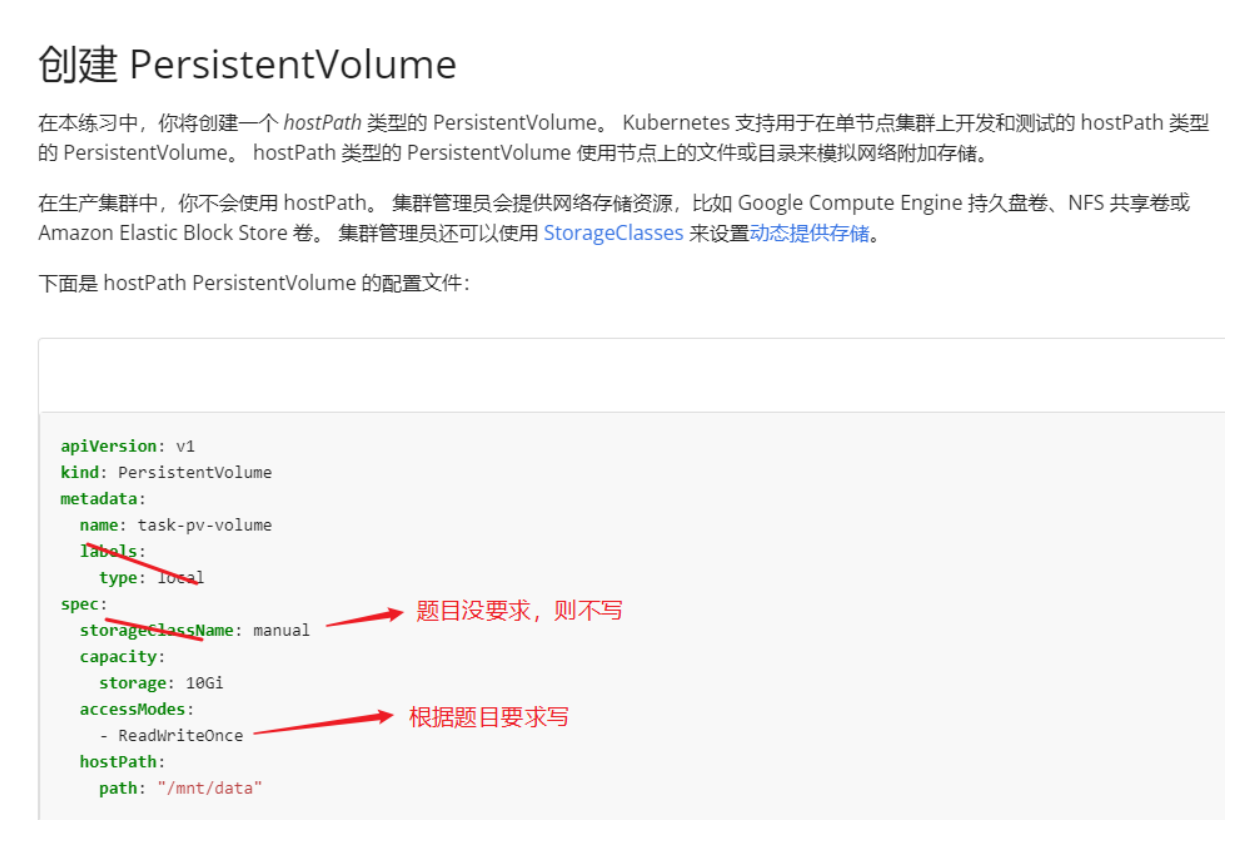 创建 PersistentVolume
在本练习中，你将创建一个 hostPath 类型的 PersistentVolume。 Kubernetes 支持用于在单节点集群上开发和测试的 hostPath 类型
的 PersistentVolume。 hostPath 类型的 PersistentVolume 使用节点上的文件或目录来模拟网络附加存储。
在生产集群中，你不会使用 hostPath。 集群管理员会提供网络存储资源，比如 Google Compute Engine 持久盘卷、NFS 共享卷或
Amazon Elastic Block Store 卷。 集群管理员还可以使用 StorageClasses 来设置动态提供存储。
下面是 hostPath PersistentVolume 的配置文件：
apiVersion: v1
kind: PersistentVolume
metadata:
  name: task-pv-volume
  labels:
    type: local
spec:
  storageClassName: manual 题目没要求，则不写
  capacity:
    storage: 10Gi
  accessModes:
    - ReadWriteOnce 根据题目要求写
  hostPath:
    path: "/mnt/data"